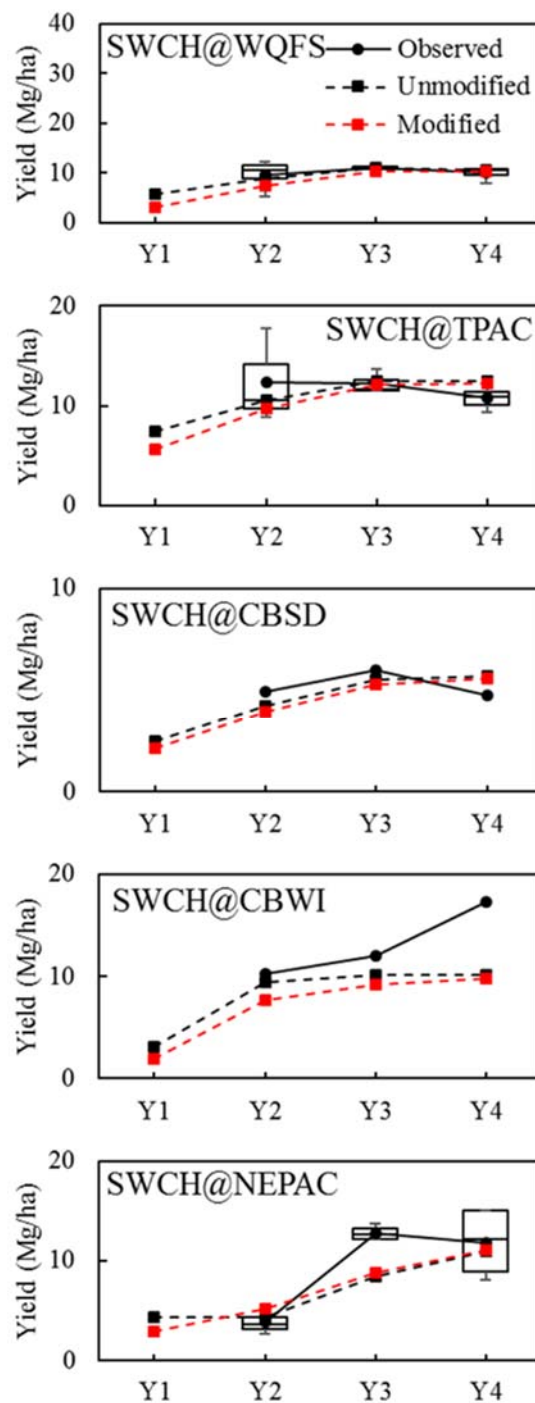 SWCH@WQFS
Observed
Unmodified
Modified
Yield (Mg/ha)
40
30
20
10
0
Y1 Y2 Y3 Y4
SWCH@TPAC
Yield (Mg/ha)
20
10
0
Y1 Y2 Y3 Y4
SWCH@CBSD
Yield (Mg/ha)
10
0
Y1 Y2 Y3 Y4
SWCH@CBWI
Yield (Mg/ha)
20
10
0
Y1 Y2 Y3 Y4
SWCH@NEPAC
Yield (Mg/ha)
20
10
0
Y1 Y2 Y3 Y4